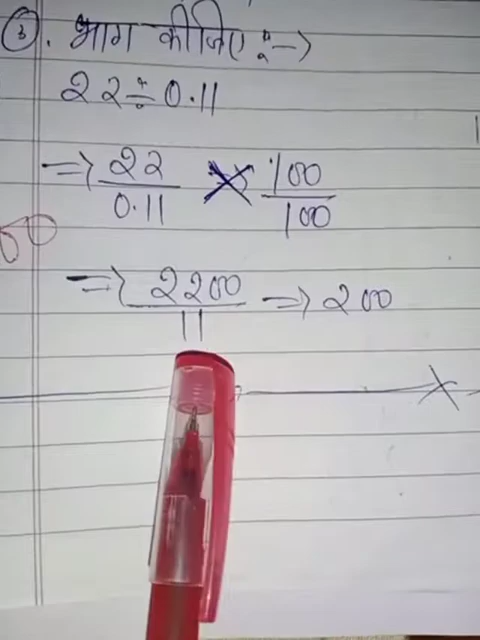 ③. भाग कीजिए :->
22÷0.11
=> 22/0.11 × 100/100
=> 2200/11 => 200